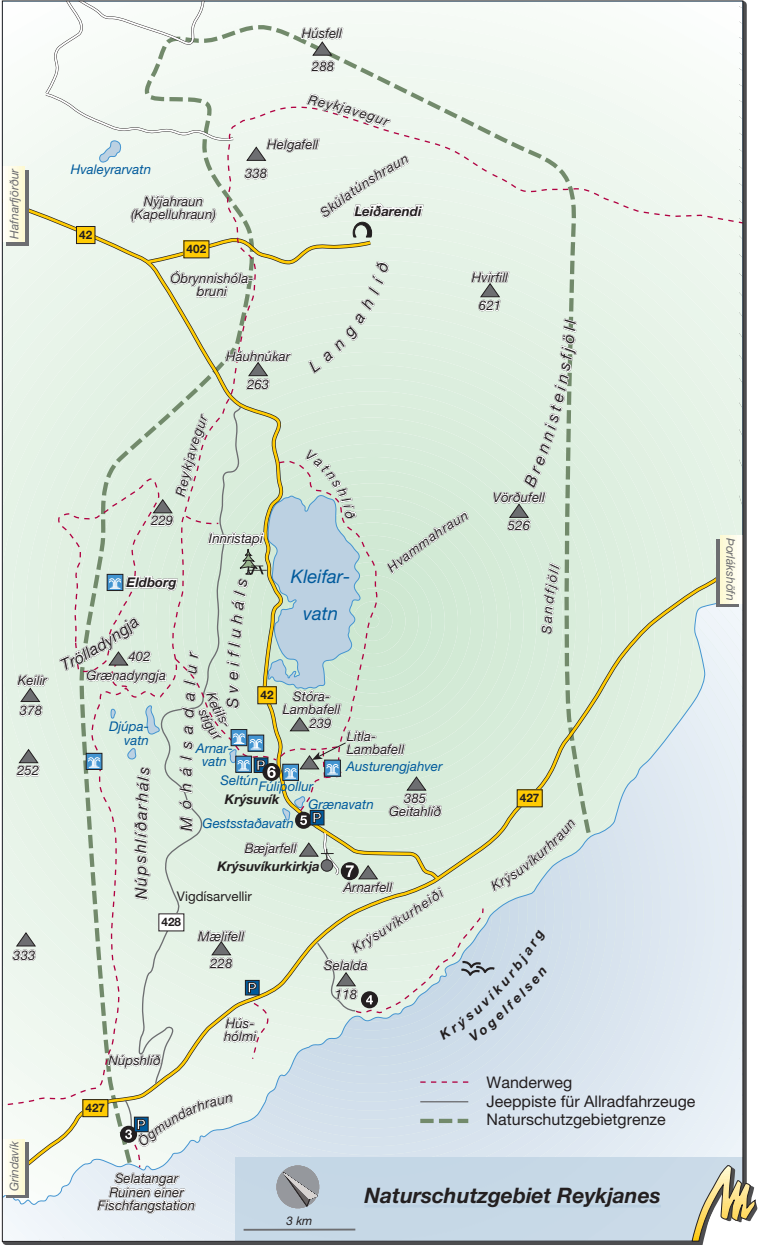 Húsfell
288
Reykjavegur
Helgafell
338
Hvaleyrarvatn
Skúlatúnshraun
Nýjahraun
(Kapelluhraun)
Leiðarendi
Hafnarfjörður
42
402
Óbrynnishóla-
bruni
Langahlíð
Hvirfill
621
Háuhnúkar
263
Brennisteinsfjöll
Reykjavegur
Vatnshlíð
229
Vörðufell
526
Innristapi
Hvammahraun
Þorlákshöfn
Eldborg
Kleifar-
vatn
Sandfjöll
Trölladyngja
402
Grænadyngja
Sveifluháls
Keilir
378
Móhálsadalur
Ketils-
stígur
42
Stóra-
Lambafell
239
Djúpa-
vatn
Arnar-
vatn
Litla-
Lambafell
252
Seltún
P
6
Fúlipollur
Austurengjahver
Krýsuvík
Grænavatn
385
Geitahlíð
427
Núpshlíðarháls
Gestsstaðavatn
5
P
Bæjarfell
Krýsuvíkurkirkja
7
Arnarfell
Krýsuvíkurhraun
Vigdísarvellir
428
Krýsuvíkurheiði
333
Mælifell
228
Selalda
118
4
Krýsuvíkurbjarg
Vogelfelsen
P
Hús-
hólmi
Núpshlíð
427
P
3
Ögmundarhraun
Grindavík
Selatangar
Ruinen einer
Fischfangstation
Wanderweg
Jeeppiste für Allradfahrzeuge
Naturschutzgebietgrenze
3 km
Naturschutzgebiet Reykjanes